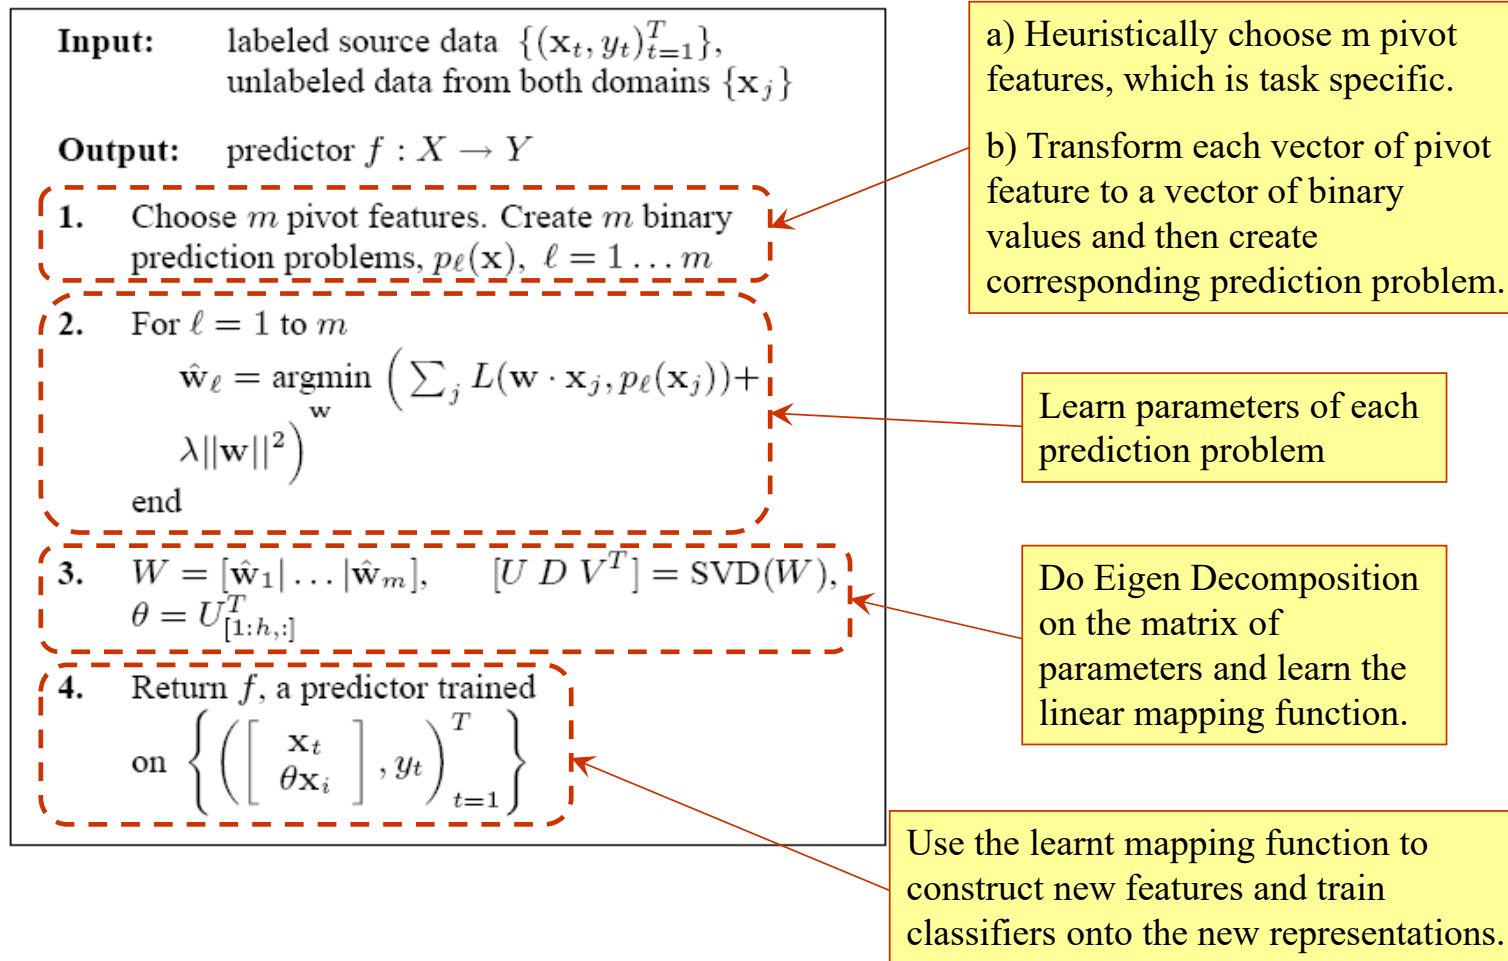 Input: labeled source data {(x_t, y_t)_{t=1}^T},
unlabeled data from both domains {x_j}
Output: predictor f : X → Y
1. Choose m pivot features. Create m binary
prediction problems, p_ℓ(x), ℓ = 1 … m
2. For ℓ = 1 to m
ŵ_ℓ = argmin_w ( ∑_j L(w · x_j, p_ℓ(x_j))+
λ||w||² )
end
3. W = [ŵ_1| … |ŵ_m], [U D V^T] = SVD(W),
θ = U^T_{[1:h,:]}
4. Return f, a predictor trained
on { ( [ x_t
θx_i ] , y_t )_{t=1}^T }
a) Heuristically choose m pivot
features, which is task specific.
b) Transform each vector of pivot
feature to a vector of binary
values and then create
corresponding prediction problem.
Learn parameters of each
prediction problem
Do Eigen Decomposition
on the matrix of
parameters and learn the
linear mapping function.
Use the learnt mapping function to
construct new features and train
classifiers onto the new representations.